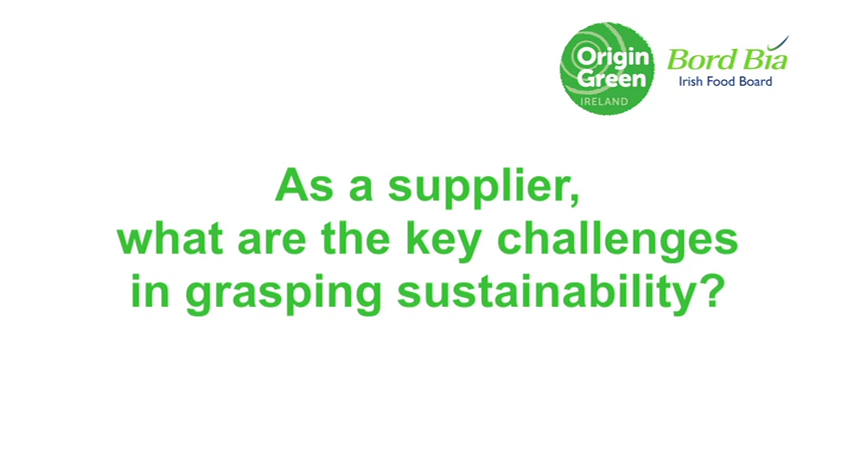 Origin
Green
IRELAND
Bord Bia
Irish Food Board
As a supplier,
what are the key challenges
in grasping sustainability?